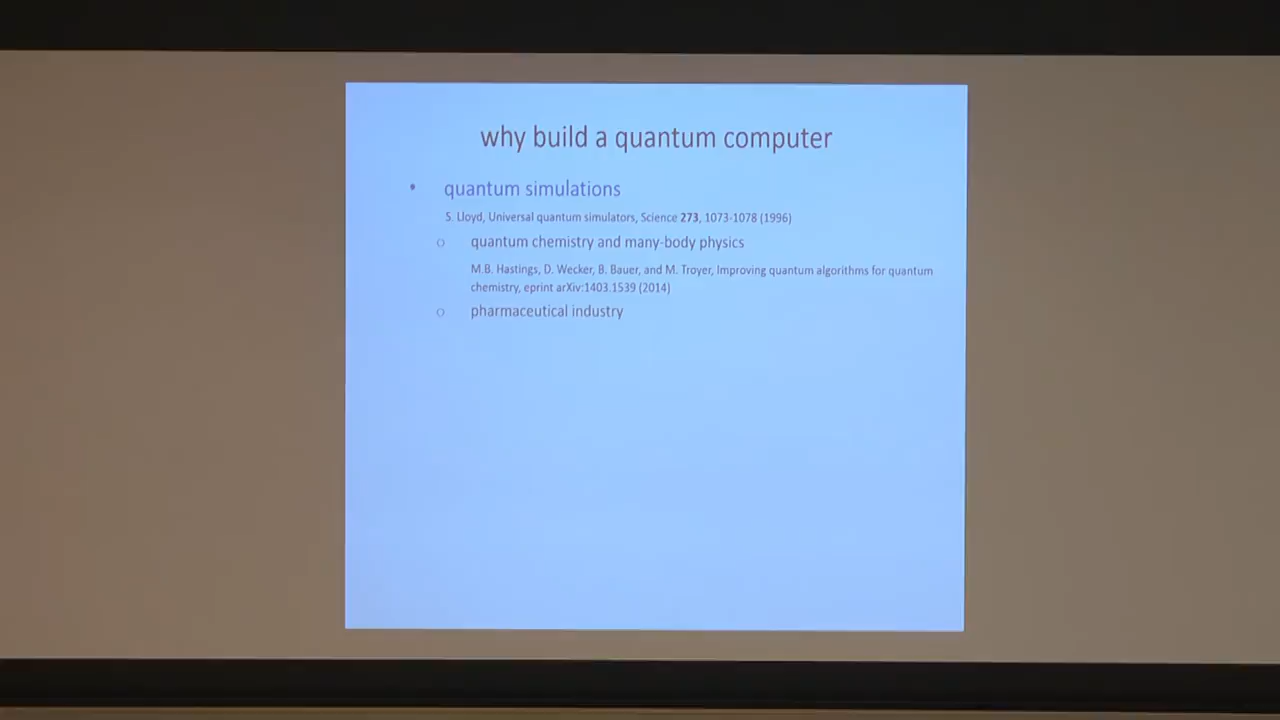 why build a quantum computer
• quantum simulations
S. Lloyd, Universal quantum simulators, Science 273, 1073-1078 (1996)
o quantum chemistry and many-body physics
M.B. Hastings, D. Wecker, B. Bauer, and M. Troyer, Improving quantum algorithms for quantum
chemistry, eprint arXiv:1403.1539 (2014)
o pharmaceutical industry